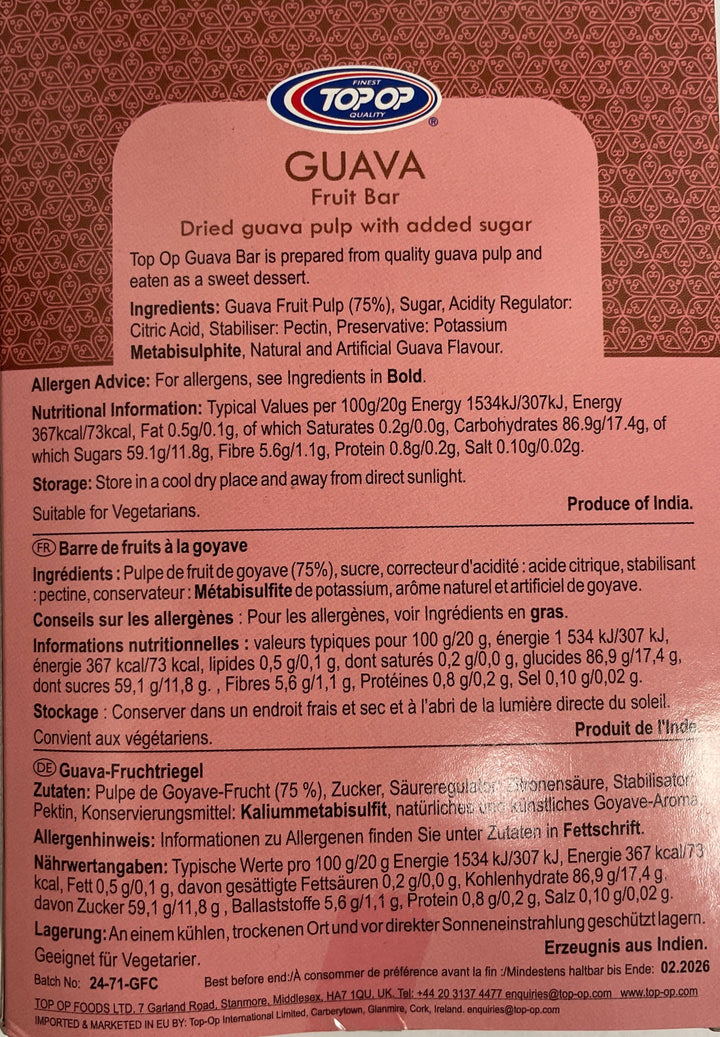 FINEST
TOPOP
QUALITY
®
GUAVA
Fruit Bar
Dried guava pulp with added sugar
Top Op Guava Bar is prepared from quality guava pulp and
eaten as a sweet dessert.
Ingredients: Guava Fruit Pulp (75%), Sugar, Acidity Regulator:
Citric Acid, Stabiliser: Pectin, Preservative: Potassium
Metabisulphite, Natural and Artificial Guava Flavour.
Allergen Advice: For allergens, see Ingredients in Bold.
Nutritional Information: Typical Values per 100g/20g Energy 1534kJ/307kJ, Energy
367kcal/73kcal, Fat 0.5g/0.1g, of which Saturates 0.2g/0.0g, Carbohydrates 86.9g/17.4g, of
which Sugars 59.1g/11.8g, Fibre 5.6g/1.1g, Protein 0.8g/0.2g, Salt 0.10g/0.02g.
Storage: Store in a cool dry place and away from direct sunlight.
Suitable for Vegetarians. Produce of India.
FR Barre de fruits à la goyave
Ingrédients : Pulpe de fruit de goyave (75%), sucre, correcteur d'acidité : acide citrique, stabilisant
: pectine, conservateur : Métabisulfite de potassium, arôme naturel et artificiel de goyave.
Conseils sur les allergènes : Pour les allergènes, voir Ingrédients en gras.
Informations nutritionnelles : valeurs typiques pour 100 g/20 g, énergie 1 534 kJ/307 kJ,
énergie 367 kcal/73 kcal, lipides 0,5 g/0,1 g, dont saturés 0,2 g/0,0 g, glucides 86,9 g/17,4 g,
dont sucres 59,1 g/11,8 g. , Fibres 5,6 g/1,1 g, Protéines 0,8 g/0,2 g, Sel 0,10 g/0,02 g.
Stockage : Conserver dans un endroit frais et sec et à l'abri de la lumière directe du soleil.
Convient aux végétariens. Produit de l'Inde.
DE Guava-Fruchtriegel
Zutaten: Pulpe de Goyave-Frucht (75 %), Zucker, Säureregulator: Zitronensäure, Stabilisator:
Pektin, Konservierungsmittel: Kaliummetabisulfit, natürliches und künstliches Goyave-Aroma.
Allergenhinweis: Informationen zu Allergenen finden Sie unter Zutaten in Fettschrift.
Nährwertangaben: Typische Werte pro 100 g/20 g Energie 1534 kJ/307 kJ, Energie 367 kcal/73
kcal, Fett 0,5 g/0,1 g, davon gesättigte Fettsäuren 0,2 g/0,0 g, Kohlenhydrate 86,9 g/17,4 g.
davon Zucker 59,1 g/11,8 g , Ballaststoffe 5,6 g/1,1 g, Protein 0,8 g/0,2 g, Salz 0,10 g/0,02 g.
Lagerung: An einem kühlen, trockenen Ort und vor direkter Sonneneinstrahlung geschützt lagern.
Geeignet für Vegetarier. Erzeugnis aus Indien.
Batch No: 24-71-GFC Best before end:/À consommer de préférence avant la fin :/Mindestens haltbar bis Ende: 02.2026
TOP OP FOODS LTD. 7 Garland Road, Stanmore, Middlesex, HA7 1QU, UK. Tel: +44 20 3137 4477 enquiries@top-op.com www.top-op.com
IMPORTED & MARKETED IN EU BY: Top-Op International Limited, Carberytown, Glanmire, Cork, Ireland. enquiries@top-op.com